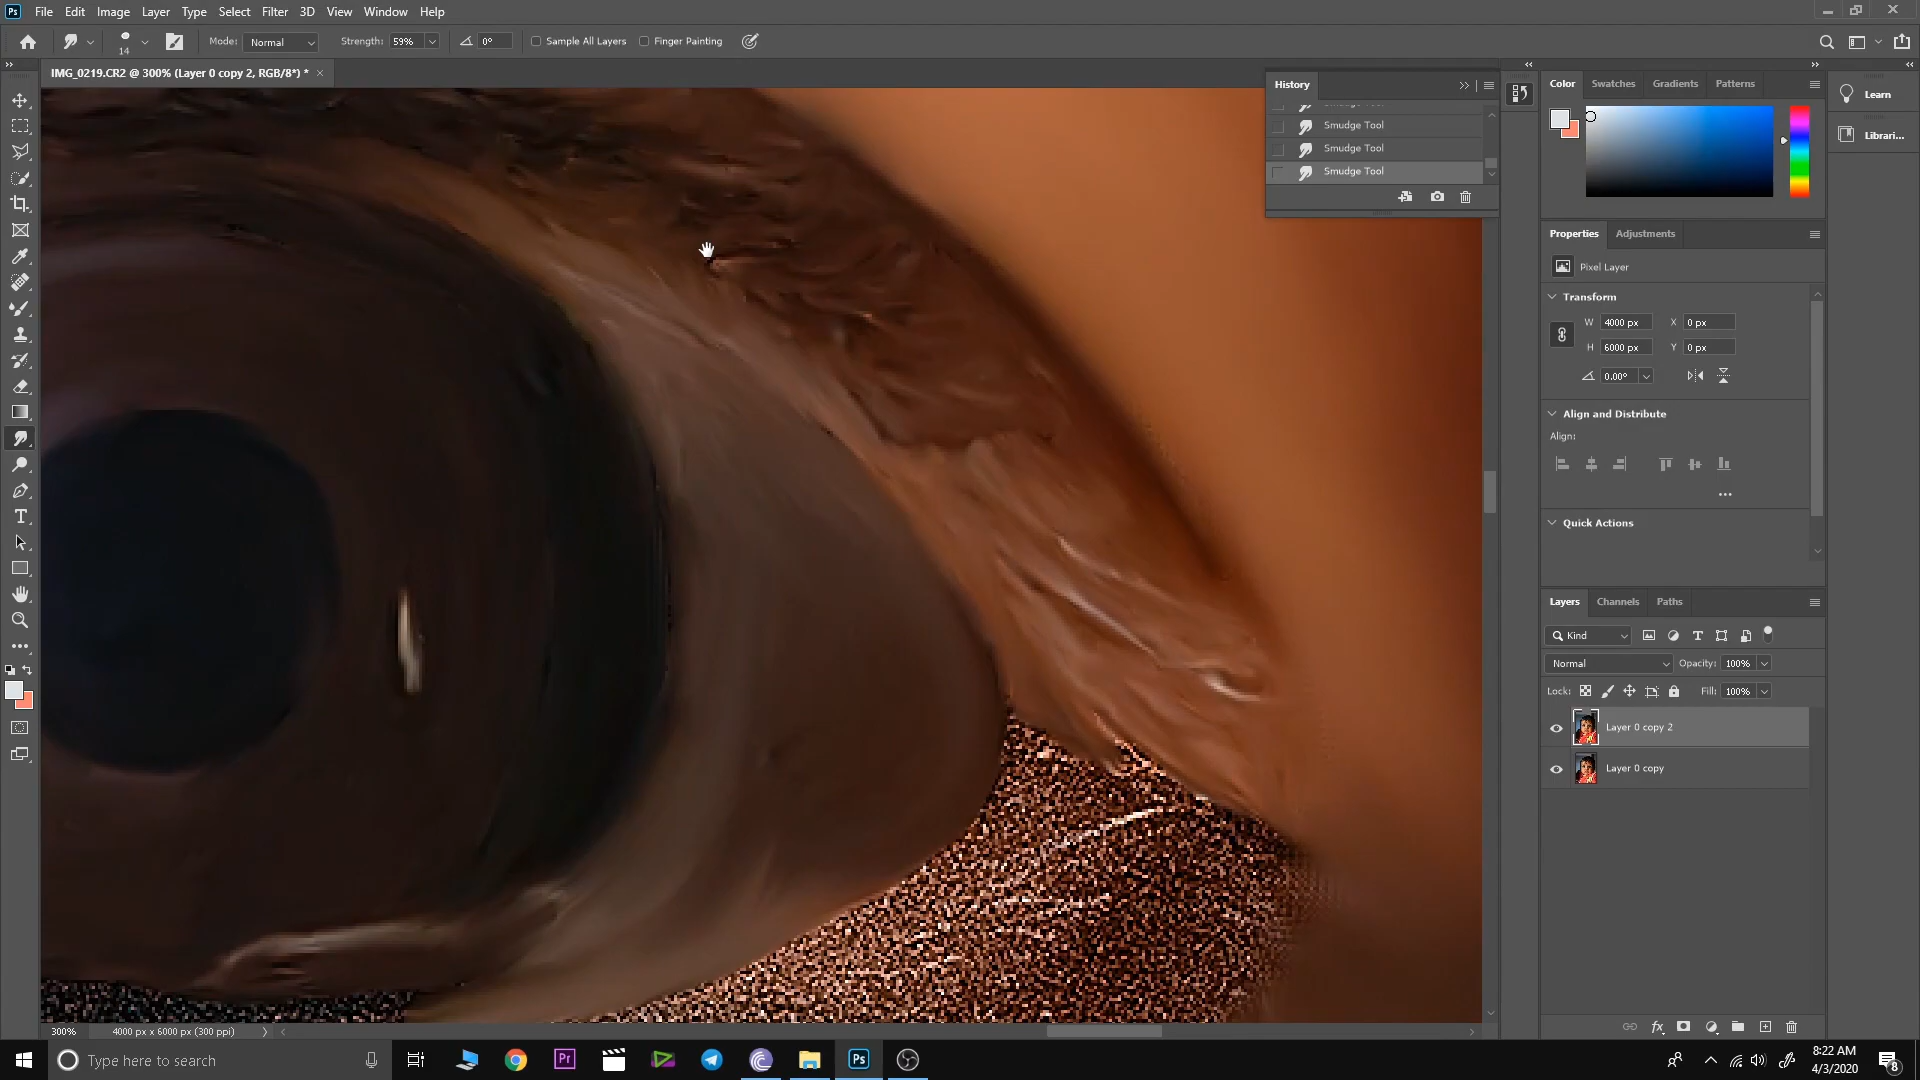 File Edit Image Layer Type Select Filter 3D View Window Help
14 Mode: Normal Strength: 59% 0° Sample All Layers Finger Painting
IMG_0219.CR2 @ 300% (Layer 0 copy 2, RGB/8*) * ×
History
Smudge Tool
Smudge Tool
Smudge Tool
Color Swatches Gradients Patterns
Learn
Librari...
Properties Adjustments
Pixel Layer
Transform
W 4000 px X 0 px
H 6000 px Y 0 px
0.00°
Align and Distribute
Align:
Quick Actions
Layers Channels Paths
Kind
Normal Opacity: 100%
Lock: Fill: 100%
Layer 0 copy 2
Layer 0 copy
300% 4000 px x 6000 px (300 ppi)
Type here to search
8:22 AM
4/3/2020
8